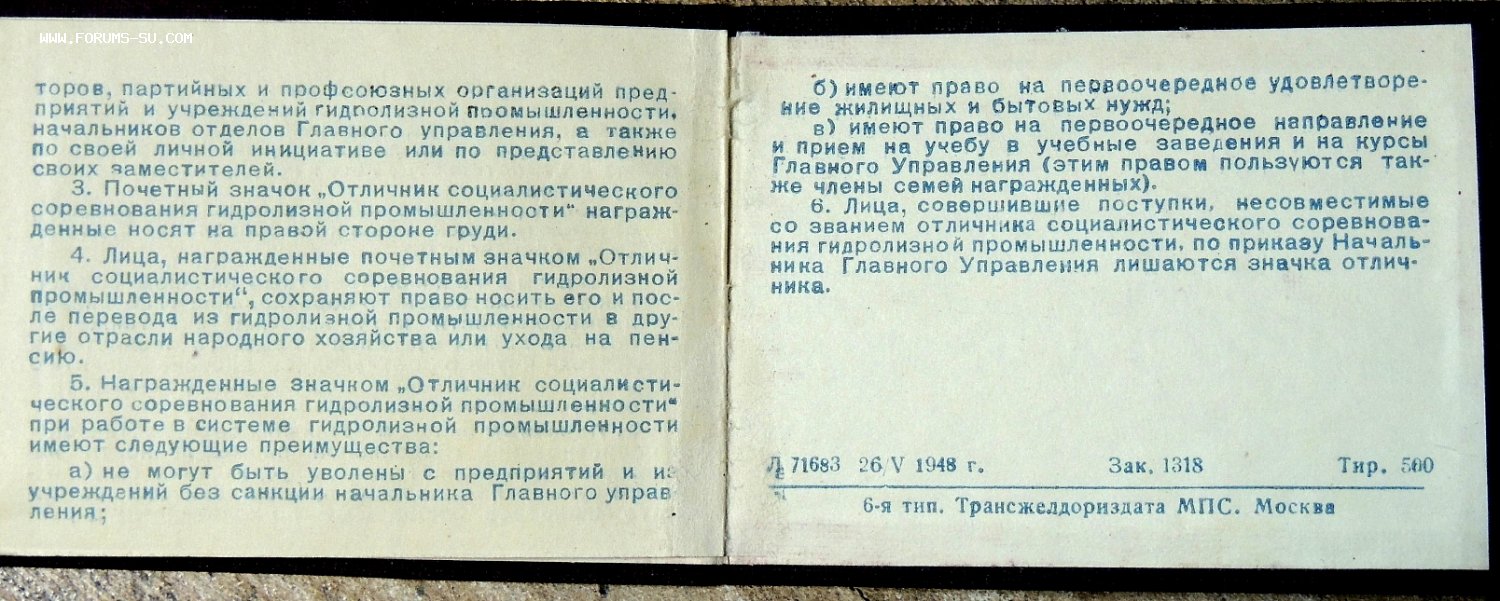 WWW.FORUMS-SU.COM
торов, партийных и профсоюзных организаций пред-
приятий и учреждений гидролизной промышленности,
начальников отделов Главного управления, а также
по своей личной инициативе или по представлению
своих заместителей.
3. Почетный значок „Отличник социалистического
соревнования гидролизной промышленности“ награж-
денные носят на правой стороне груди.
4. Лица, награжденные почетным значком „Отлич-
ник социалистического соревнования гидролизной
промышленности“, сохраняют право носить его и пос-
ле перевода из гидролизной промышленности в дру-
гие отрасли народного хозяйства или ухода на пен-
сию.
5. Награжденные значком „Отличник социалисти-
ческого соревнования гидролизной промышленности“
при работе в системе гидролизной промышленности
имеют следующие преимущества:
а) не могут быть уволены с предприятий и из
учреждений без санкции начальника Главного управ
ления;
б) имеют право на первоочередное удовлетворе-
ние жилищных и бытовых нужд;
в) имеют право на первоочередное направление
и прием на учебу в учебные заведения и на курсы
Главного Управления (этим правом пользуются так-
же члены семей награжденных).
6. Лица, совершившие поступки, несовместимые
со званием отличника социалистического соревнова-
ния гидролизной промышленности, по приказу Началь-
ника Главного Управления лишаются значка отлич-
ника.
Л 71683 26/V 1948 г. Зак. 1318 Тир. 500
6-я тип. Трансжелдориздата МПС. Москва